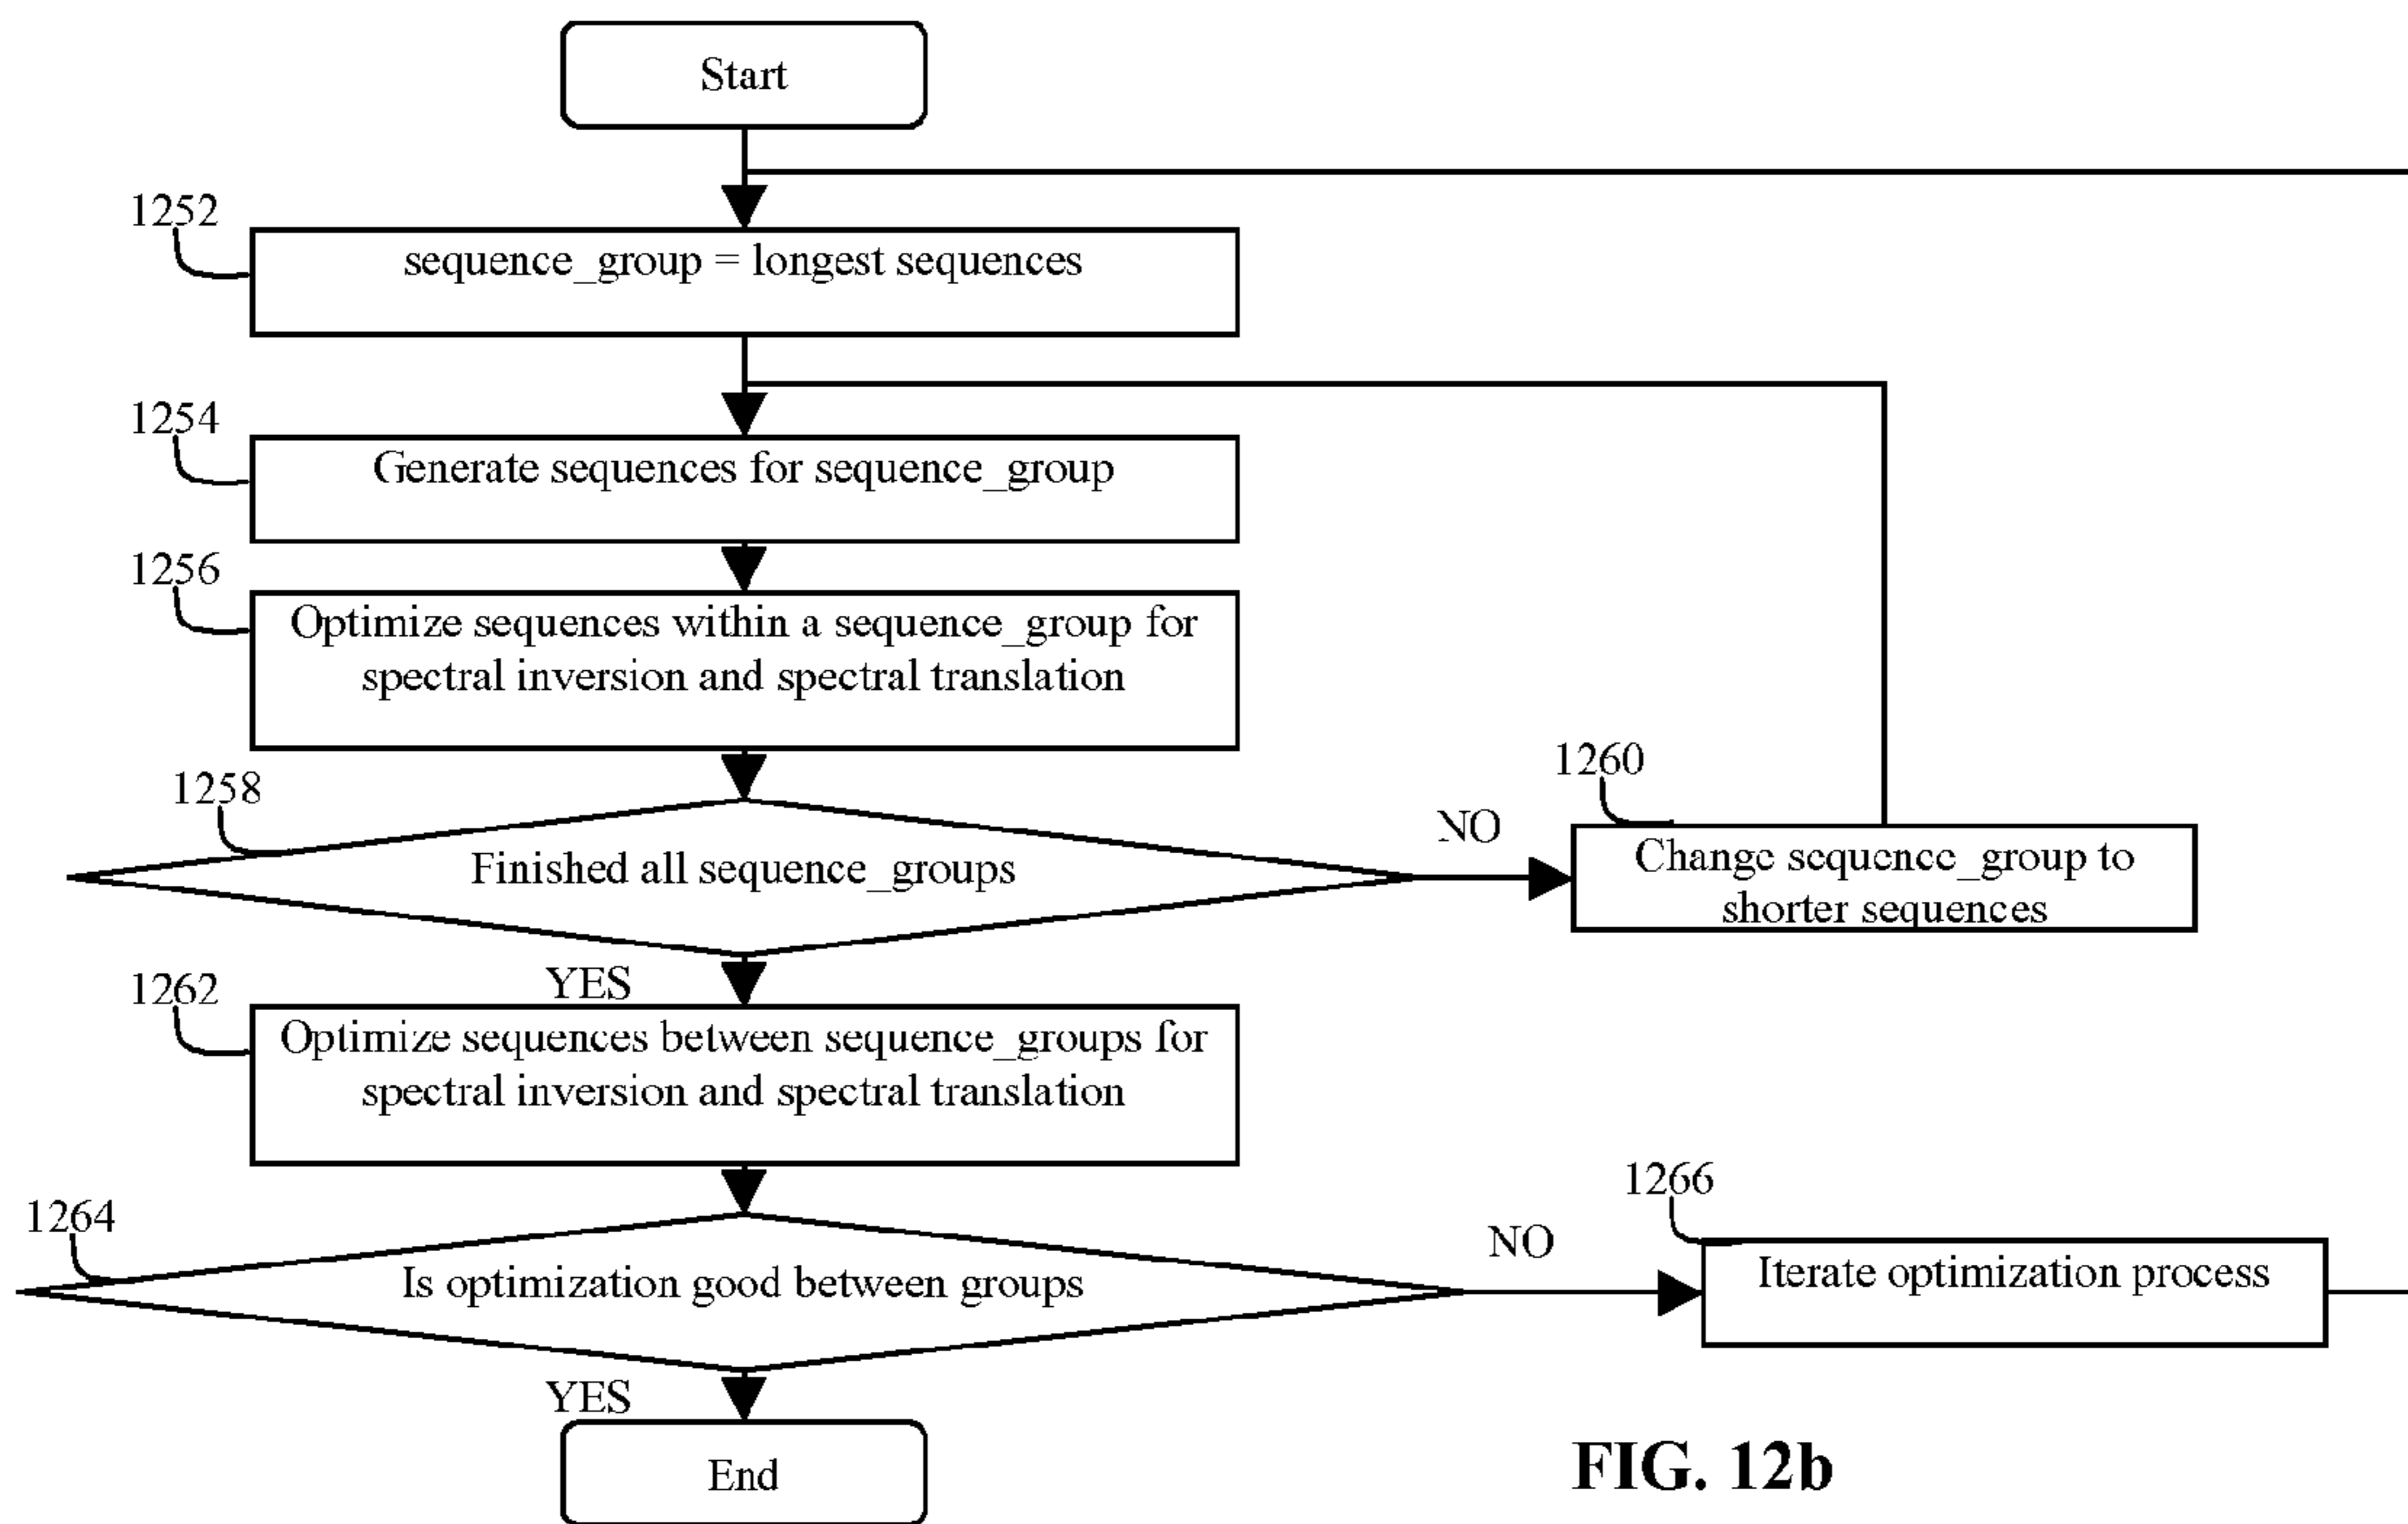 Start
1252
sequence_group = longest sequences
1254
Generate sequences for sequence_group
1256
Optimize sequences within a sequence_group for
spectral inversion and spectral translation
1258
Finished all sequence_groups
NO
1260
Change sequence_group to
shorter sequences
YES
1262
Optimize sequences between sequence_groups for
spectral inversion and spectral translation
1264
Is optimization good between groups
NO
1266
Iterate optimization process
YES
End
FIG. 12b